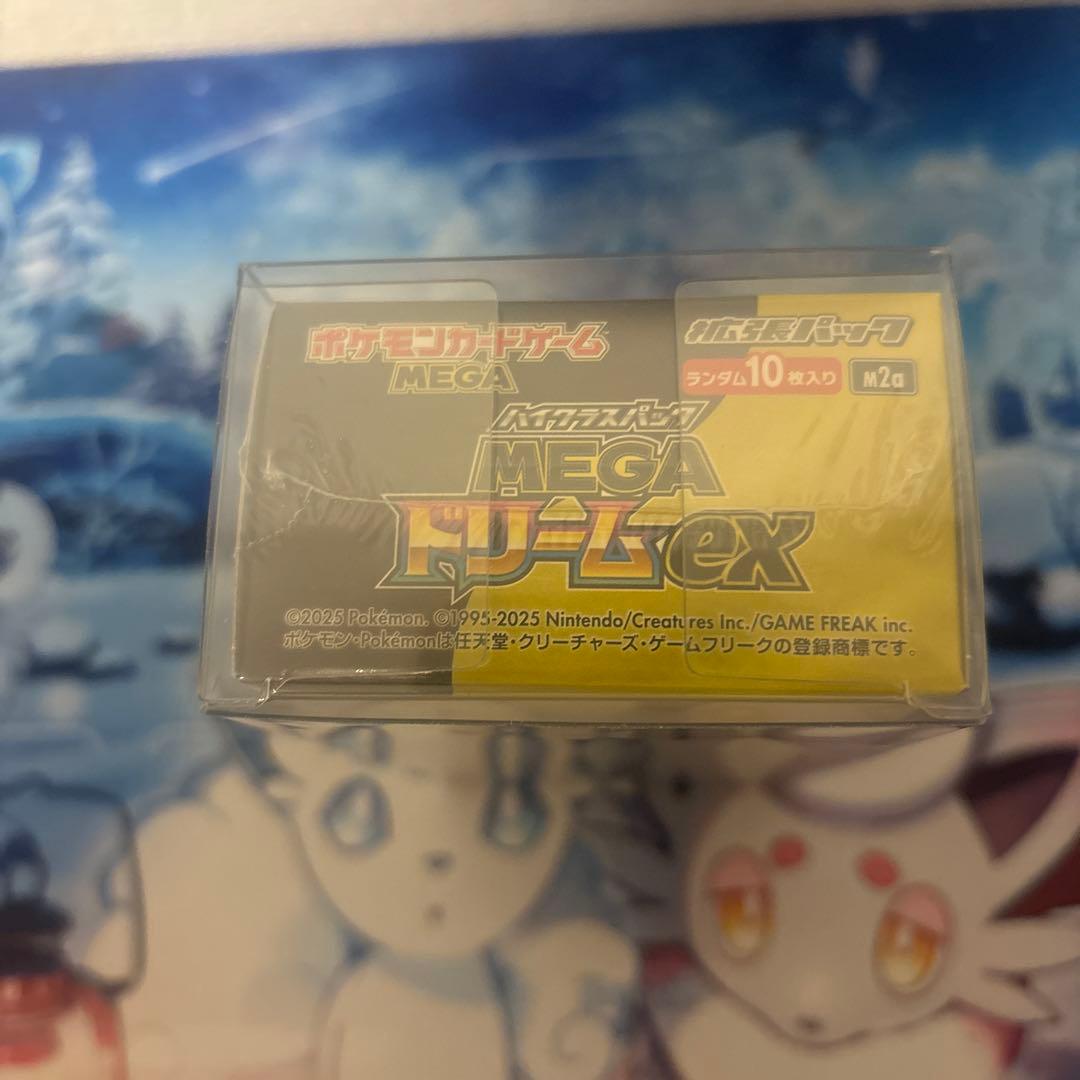 ポケモンカードゲーム
MEGA
拡張パック
ランダム10枚入り M2a
ハイクラスパック
MEGA
ドリームex
©2025 Pokémon. ©1995-2025 Nintendo/Creatures Inc./GAME FREAK inc.
ポケモン・Pokémonは任天堂・クリーチャーズ・ゲームフリークの登録商標です。